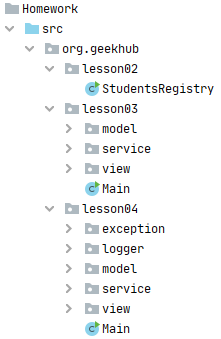 Homework
src
org.geekhub
lesson02
StudentsRegistry
lesson03
model
service
view
Main
lesson04
exception
logger
model
service
view
Main